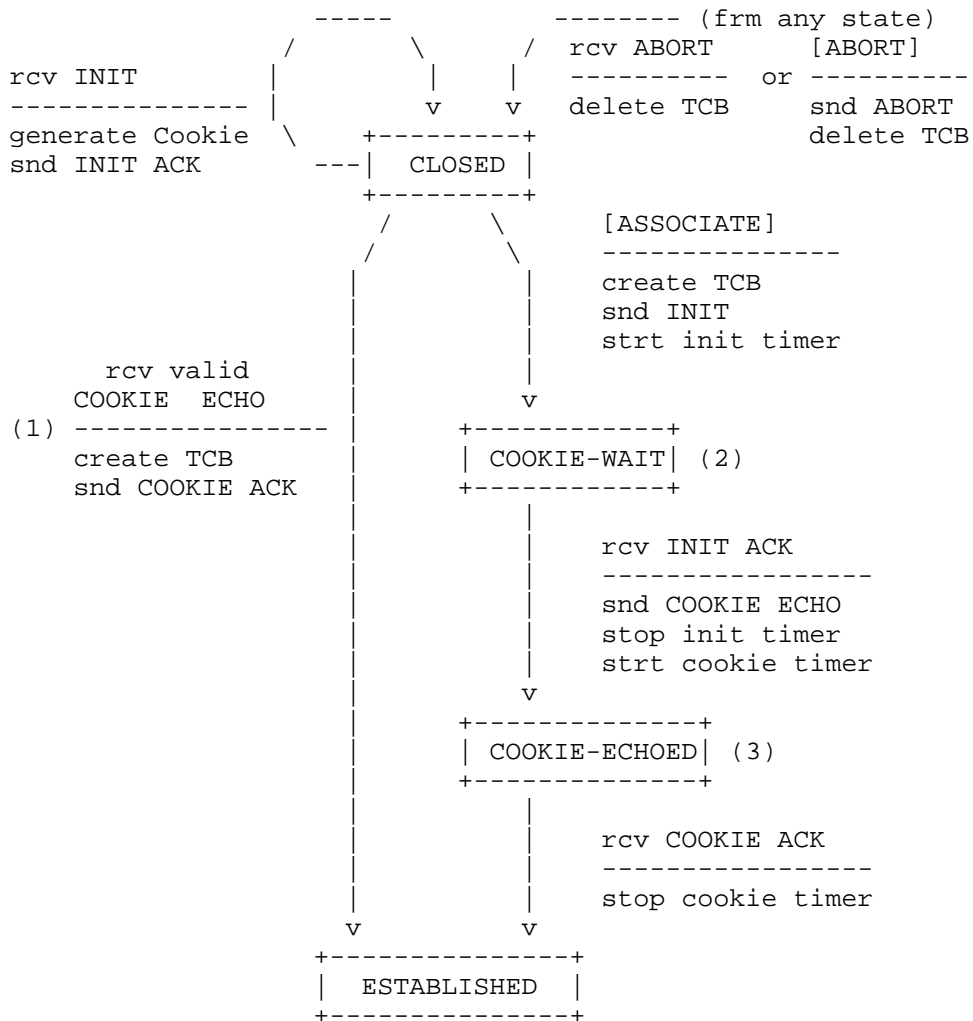 -----          -------- (frm any state)
                     /       \      /  rcv ABORT      [ABORT]
rcv INIT            |         |    |   ----------  or ----------
--------------- |         v    v   delete TCB     snd ABORT
generate Cookie  \    +---------+                 delete TCB
snd INIT ACK       ---|  CLOSED |
                      +---------+
                       /      \       [ASSOCIATE]
                      /        \      ---------------
                     |          |     create TCB
                     |          |     snd INIT
                     |          |     strt init timer
      rcv valid      |          |
    COOKIE  ECHO     |          v
(1) ---------------- |      +------------+
    create TCB       |      | COOKIE-WAIT| (2)
    snd COOKIE ACK   |      +------------+
                     |          |
                     |          |     rcv INIT ACK
                     |          |     -----------------
                     |          |     snd COOKIE ECHO
                     |          |     stop init timer
                     |          |     strt cookie timer
                     |          v
                     |      +--------------+
                     |      | COOKIE-ECHOED| (3)
                     |      +--------------+
                     |          |
                     |          |     rcv COOKIE ACK
                     |          |     -----------------
                     |          |     stop cookie timer
                     v          v
                   +---------------+
                   |  ESTABLISHED  |
                   +---------------+